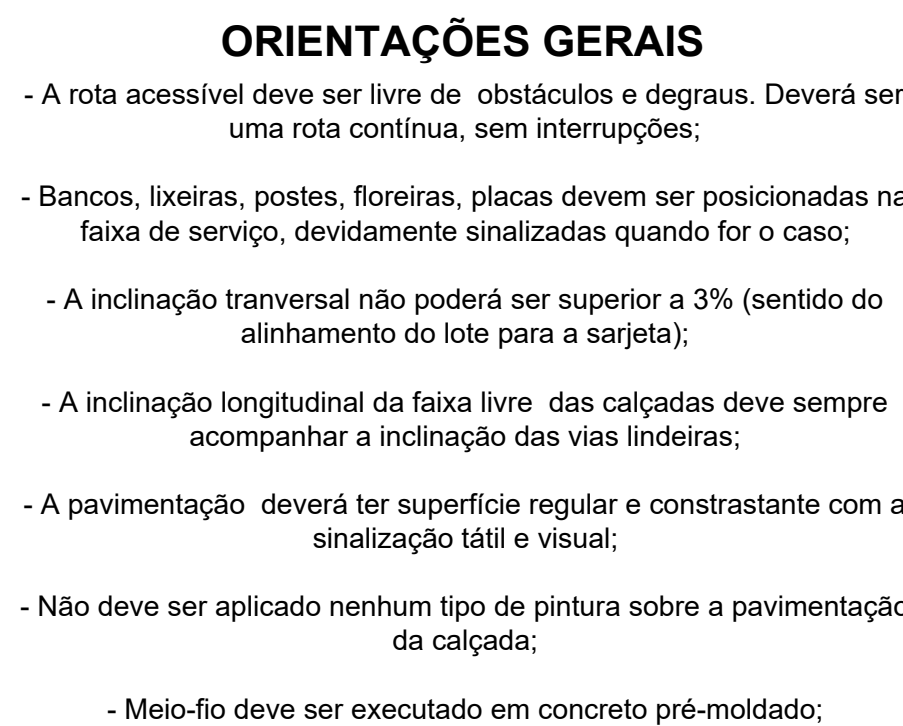 ORIENTAÇÕES GERAIS
- A rota acessível deve ser livre de  obstáculos e degraus. Deverá ser
uma rota contínua, sem interrupções;
- Bancos, lixeiras, postes, floreiras, placas devem ser posicionadas na
faixa de serviço, devidamente sinalizadas quando for o caso;
- A inclinação tranversal não poderá ser superior a 3% (sentido do
alinhamento do lote para a sarjeta);
- A inclinação longitudinal da faixa livre  das calçadas deve sempre
acompanhar a inclinação das vias lindeiras;
- A pavimentação  deverá ter superfície regular e constrastante com a
sinalização tátil e visual;
- Não deve ser aplicado nenhum tipo de pintura sobre a pavimentação
da calçada;
- Meio-fio deve ser executado em concreto pré-moldado;